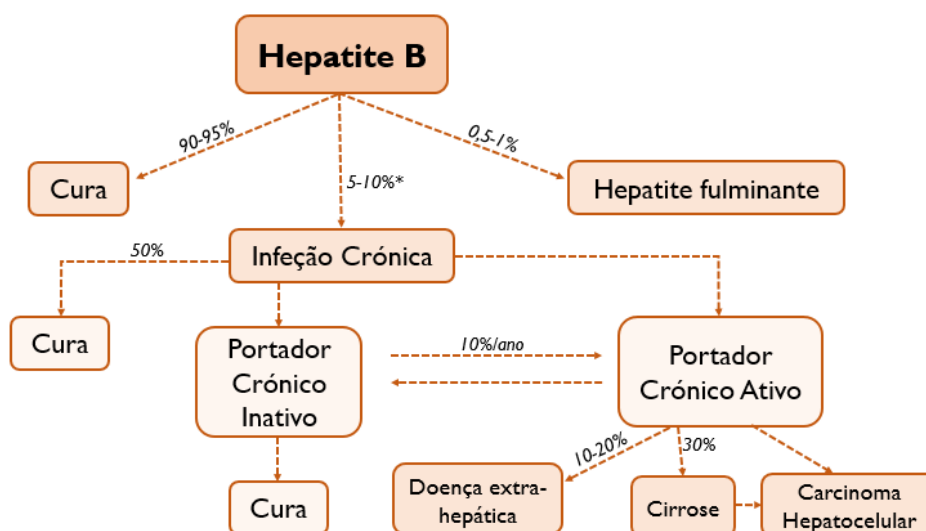 Hepatite B
90-95%
0,5-1%
5-10%*
Cura
Hepatite fulminante
50%
Infeção Crónica
Cura
Portador
Crónico
Inativo
10%/ano
Portador
Crónico Ativo
10-20%
30%
Cura
Doença extra-
hepática
Cirrose
Carcinoma
Hepatocelular